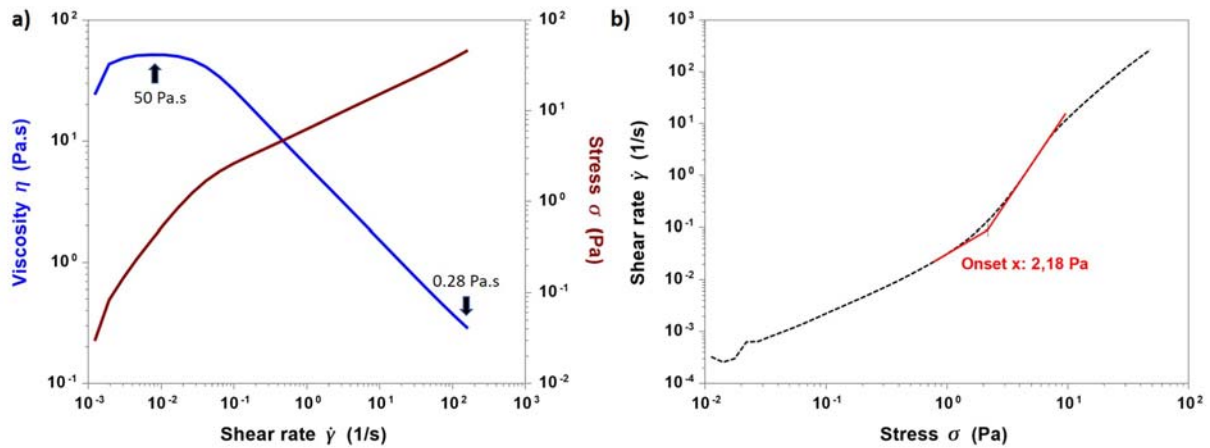 a)
10²
10¹
10⁰
10⁻¹
Viscosity η (Pa.s)
50 Pa.s
0.28 Pa.s
10²
10¹
10⁰
10⁻¹
10⁻²
Stress σ (Pa)
10⁻³ 10⁻² 10⁻¹ 10⁰ 10¹ 10² 10³
Shear rate γ̇ (1/s)
b)
10³
10²
10¹
10⁰
10⁻¹
10⁻²
10⁻³
10⁻⁴
Shear rate γ̇ (1/s)
Onset x: 2,18 Pa
10⁻² 10⁻¹ 10⁰ 10¹ 10²
Stress σ (Pa)